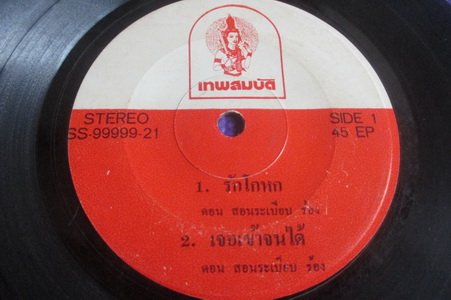 เทพสมบัติ
STEREO
SS-99999-21
SIDE 1
45 EP
1. รักโกหก
ดอน สอนระเบียบ ร้อง
2. เจอเข้าจนได้
ดอน สอนระเบียบ ร้อง